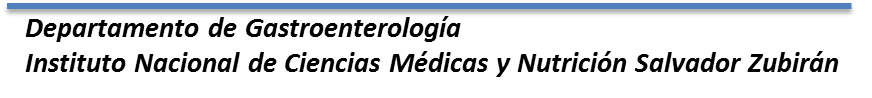 Departamento de Gastroenterología
Instituto Nacional de Ciencias Médicas y Nutrición Salvador Zubirán